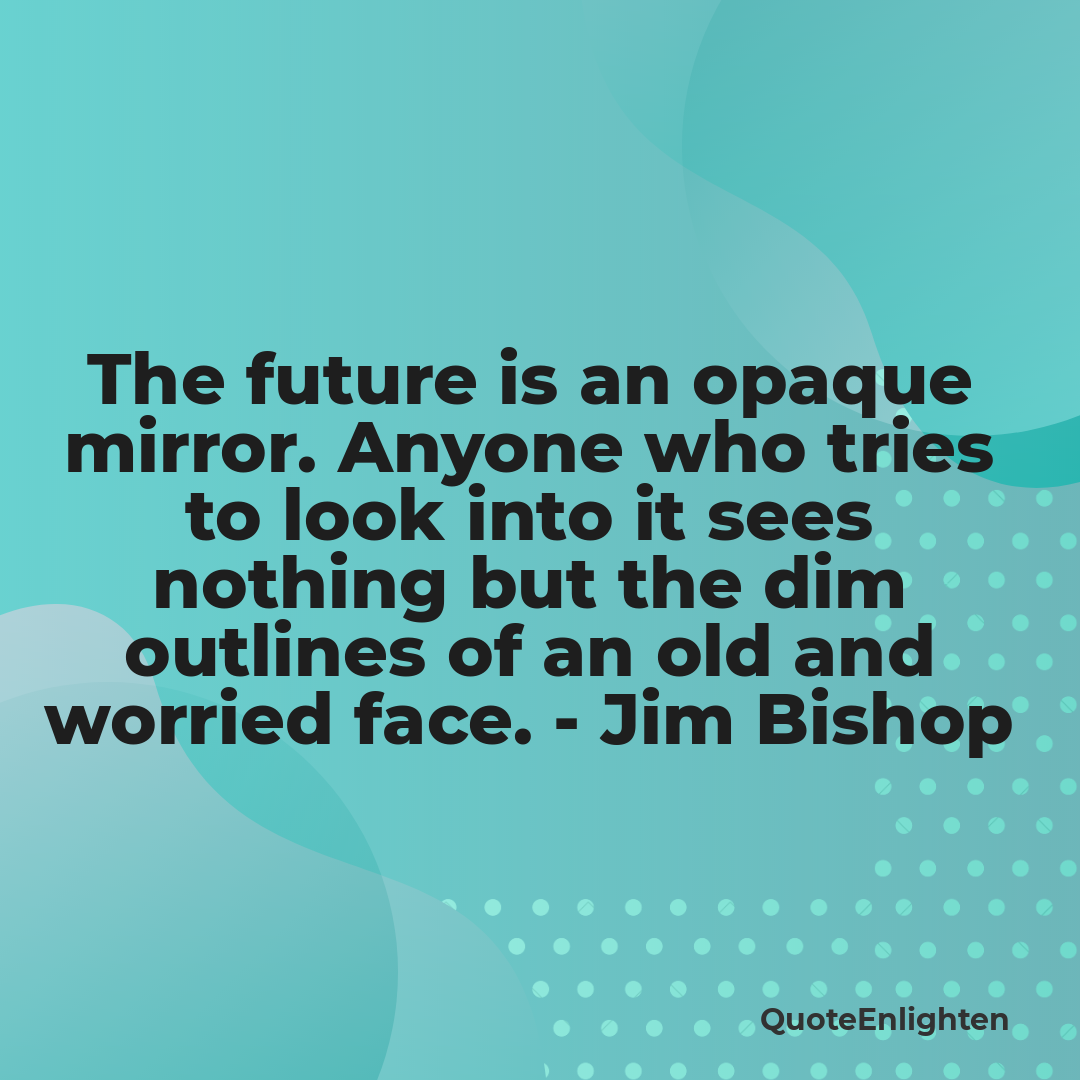 The future is an opaque
mirror. Anyone who tries
to look into it sees
nothing but the dim
outlines of an old and
worried face. - Jim Bishop
QuoteEnlighten